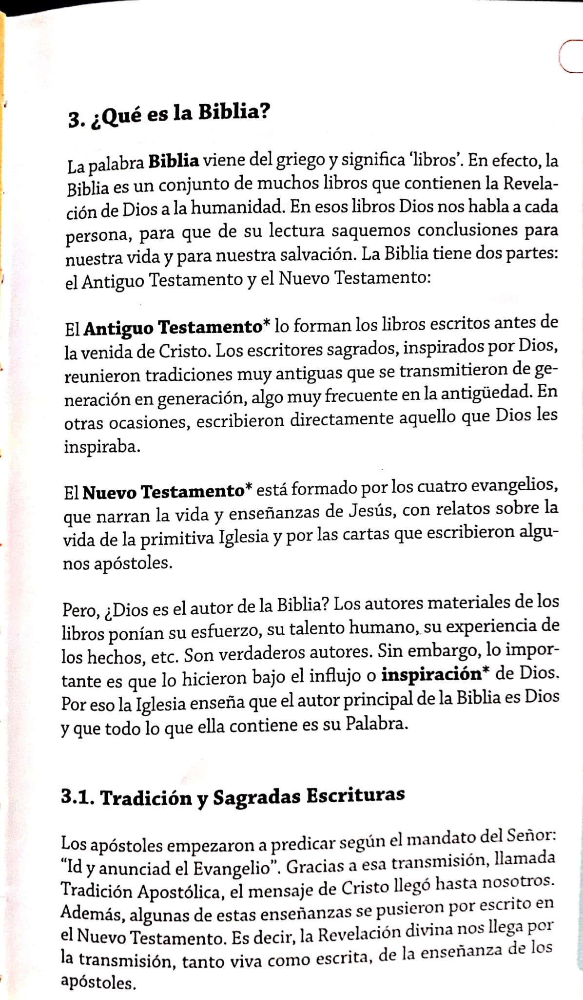 3. ¿Qué es la Biblia?
La palabra Biblia viene del griego y significa ‘libros’. En efecto, la
Biblia es un conjunto de muchos libros que contienen la Revela-
ción de Dios a la humanidad. En esos libros Dios nos habla a cada
persona, para que de su lectura saquemos conclusiones para
nuestra vida y para nuestra salvación. La Biblia tiene dos partes:
el Antiguo Testamento y el Nuevo Testamento:
El Antiguo Testamento* lo forman los libros escritos antes de
la venida de Cristo. Los escritores sagrados, inspirados por Dios,
reunieron tradiciones muy antiguas que se transmitieron de ge-
neración en generación, algo muy frecuente en la antigüedad. En
otras ocasiones, escribieron directamente aquello que Dios les
inspiraba.
El Nuevo Testamento* está formado por los cuatro evangelios,
que narran la vida y enseñanzas de Jesús, con relatos sobre la
vida de la primitiva Iglesia y por las cartas que escribieron algu-
nos apóstoles.
Pero, ¿Dios es el autor de la Biblia? Los autores materiales de los
libros ponían su esfuerzo, su talento humano, su experiencia de
los hechos, etc. Son verdaderos autores. Sin embargo, lo impor-
tante es que lo hicieron bajo el influjo o inspiración* de Dios.
Por eso la Iglesia enseña que el autor principal de la Biblia es Dios
y que todo lo que ella contiene es su Palabra.
3.1. Tradición y Sagradas Escrituras
Los apóstoles empezaron a predicar según el mandato del Señor:
“Id y anunciad el Evangelio”. Gracias a esa transmisión, llamada
Tradición Apostólica, el mensaje de Cristo llegó hasta nosotros.
Además, algunas de estas enseñanzas se pusieron por escrito en
el Nuevo Testamento. Es decir, la Revelación divina nos llega por
la transmisión, tanto viva como escrita, de la enseñanza de los
apóstoles.